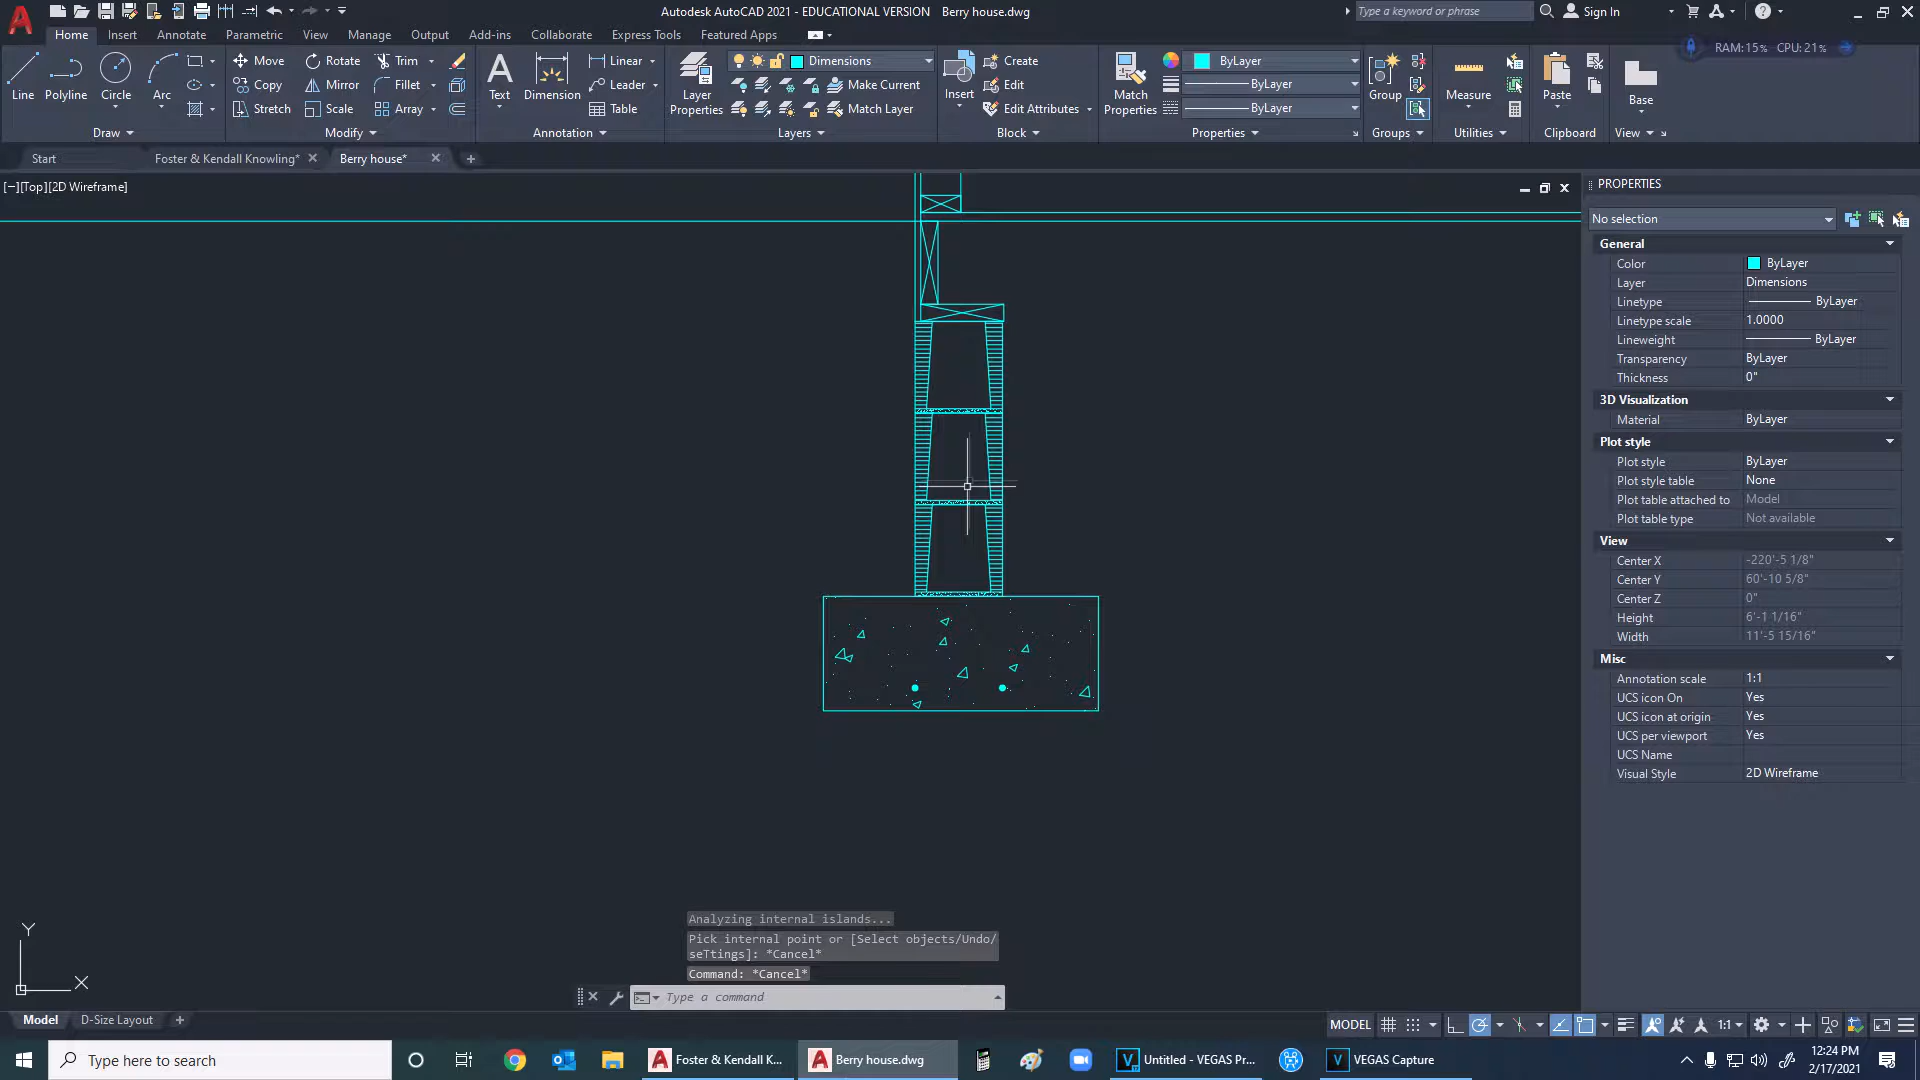 Autodesk AutoCAD 2021 - EDUCATIONAL VERSION Berry house.dwg
Type a keyword or phrase
Sign In
Home Insert Annotate Parametric View Manage Output Add-ins Collaborate Express Tools Featured Apps
RAM:15% CPU:21%
Line Polyline Circle Arc
Move Rotate Trim
Copy Mirror Fillet
Stretch Scale Array
Text Dimension
Linear
Leader
Table
Layer Properties
Dimensions
Make Current
Match Layer
Insert
Create
Edit
Edit Attributes
Match Properties
ByLayer
ByLayer
ByLayer
Group
Measure
Paste
Base
Draw Modify Annotation Layers Block Properties Groups Utilities Clipboard View
Start Foster & Kendall Knowling* Berry house*
[−][Top][2D Wireframe]
PROPERTIES
No selection
General
Color ByLayer
Layer Dimensions
Linetype ByLayer
Linetype scale 1.0000
Lineweight ByLayer
Transparency ByLayer
Thickness 0"
3D Visualization
Material ByLayer
Plot style
Plot style ByLayer
Plot style table None
Plot table attached to Model
Plot table type Not available
View
Center X -220'-5 1/8"
Center Y 60'-10 5/8"
Center Z 0"
Height 6'-1 1/16"
Width 11'-5 15/16"
Misc
Annotation scale 1:1
UCS icon On Yes
UCS icon at origin Yes
UCS per viewport Yes
UCS Name
Visual Style 2D Wireframe
Y
X
Analyzing internal islands...
Pick internal point or [Select objects/Undo/
seTtings]: *Cancel*
Command: *Cancel*
Type a command
Model D-Size Layout
MODEL 1:1
Type here to search
Foster & Kendall K...
Berry house.dwg
Untitled - VEGAS Pr...
VEGAS Capture
12:24 PM
2/17/2021